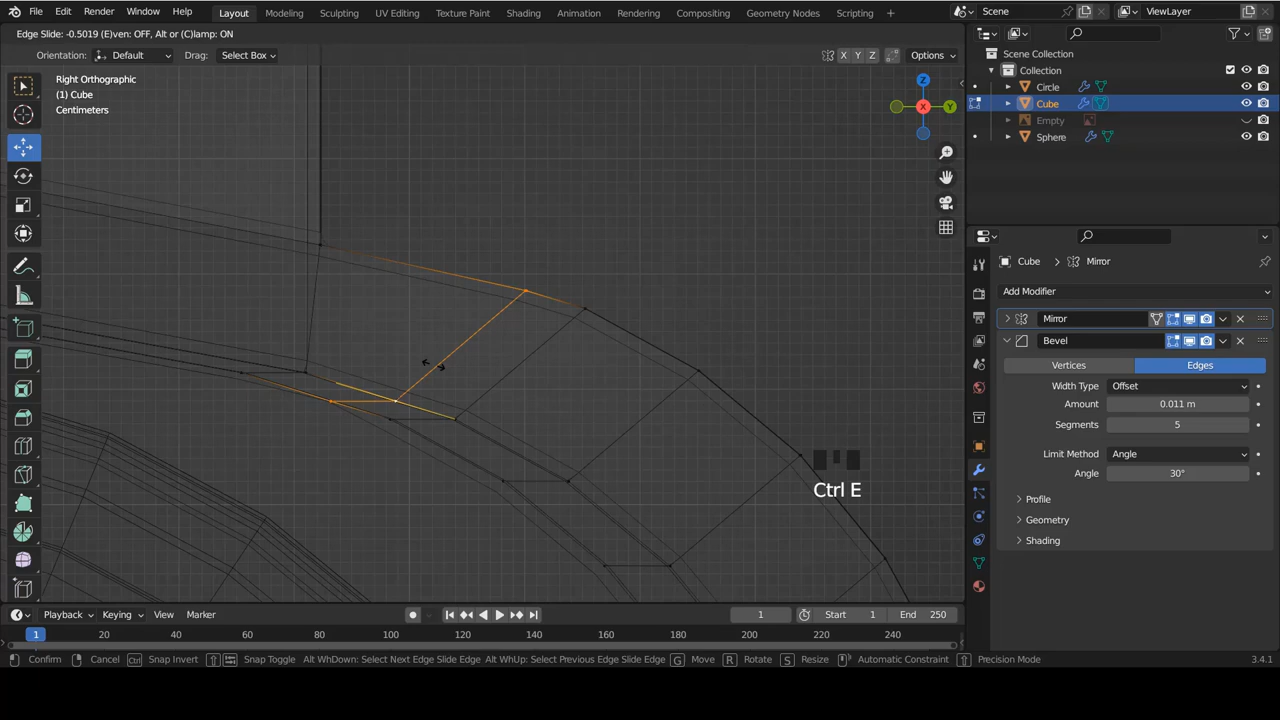 File Edit Render Window Help Layout Modeling Sculpting UV Editing Texture Paint Shading Animation Rendering Compositing Geometry Nodes Scripting Scene ViewLayer
Edge Slide: -0.5019 (E)ven: OFF, Alt or (C)lamp: ON
Orientation: Default Drag: Select Box X Y Z Options
Right Orthographic
(1) Cube
Centimeters
Z
X
Y
Scene Collection
Collection
Circle
Cube
Empty
Sphere
Cube > Mirror
Add Modifier
Mirror
Bevel
Vertices Edges
Width Type Offset
Amount 0.011 m
Segments 5
Limit Method Angle
Angle 30°
Profile
Geometry
Shading
Ctrl E
Playback Keying View Marker 1 Start 1 End 250
1 20 40 60 80 100 120 140 160 180 200 220 240
Confirm Cancel Ctrl Snap Invert Snap Toggle Alt WhDown: Select Next Edge Slide Edge Alt WhUp: Select Previous Edge Slide Edge G Move R Rotate S Resize Automatic Constraint Precision Mode 3.4.1